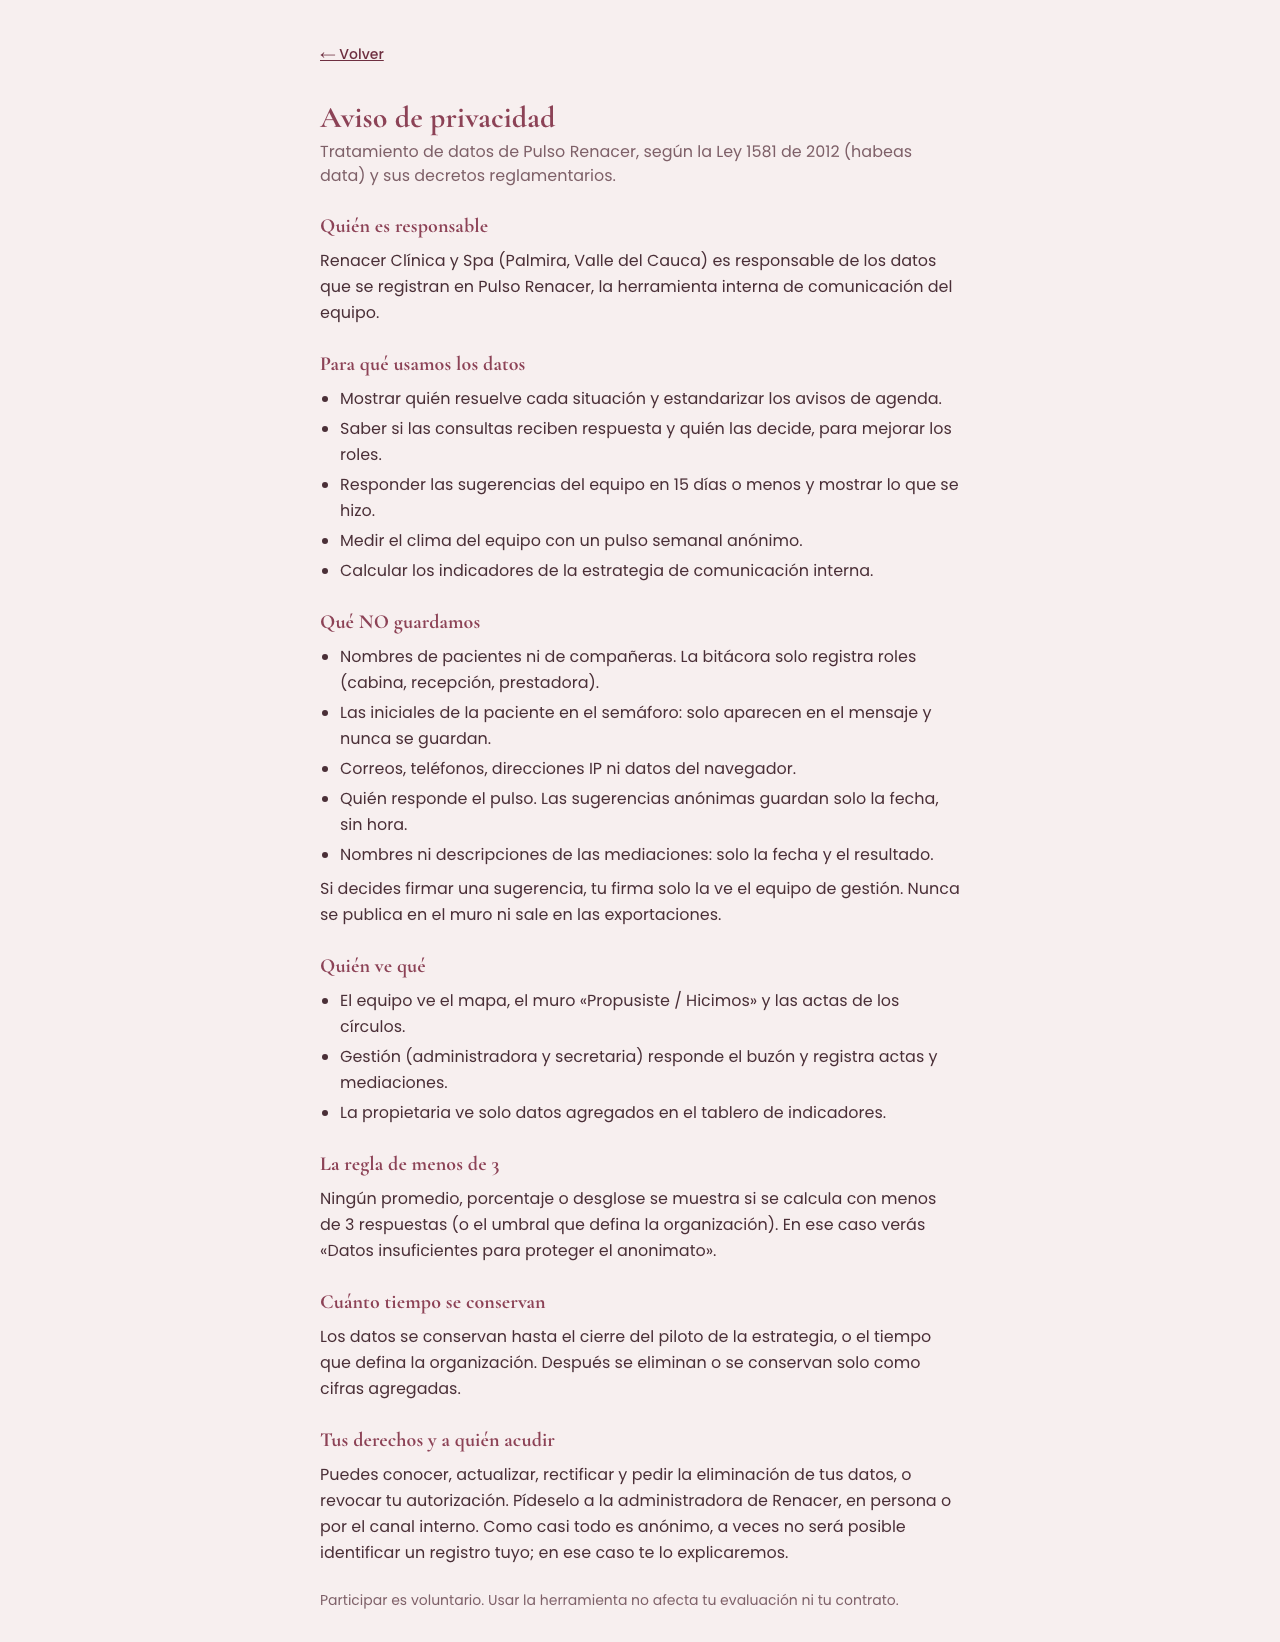 ← Volver
Aviso de privacidad
Tratamiento de datos de Pulso Renacer, según la Ley 1581 de 2012 (habeas
data) y sus decretos reglamentarios.
Quién es responsable
Renacer Clínica y Spa (Palmira, Valle del Cauca) es responsable de los datos
que se registran en Pulso Renacer, la herramienta interna de comunicación del
equipo.
Para qué usamos los datos
• Mostrar quién resuelve cada situación y estandarizar los avisos de agenda.
• Saber si las consultas reciben respuesta y quién las decide, para mejorar los
roles.
• Responder las sugerencias del equipo en 15 días o menos y mostrar lo que se
hizo.
• Medir el clima del equipo con un pulso semanal anónimo.
• Calcular los indicadores de la estrategia de comunicación interna.
Qué NO guardamos
• Nombres de pacientes ni de compañeras. La bitácora solo registra roles
(cabina, recepción, prestadora).
• Las iniciales de la paciente en el semáforo: solo aparecen en el mensaje y
nunca se guardan.
• Correos, teléfonos, direcciones IP ni datos del navegador.
• Quién responde el pulso. Las sugerencias anónimas guardan solo la fecha,
sin hora.
• Nombres ni descripciones de las mediaciones: solo la fecha y el resultado.
Si decides firmar una sugerencia, tu firma solo la ve el equipo de gestión. Nunca
se publica en el muro ni sale en las exportaciones.
Quién ve qué
• El equipo ve el mapa, el muro «Propusiste / Hicimos» y las actas de los
círculos.
• Gestión (administradora y secretaria) responde el buzón y registra actas y
mediaciones.
• La propietaria ve solo datos agregados en el tablero de indicadores.
La regla de menos de 3
Ningún promedio, porcentaje o desglose se muestra si se calcula con menos
de 3 respuestas (o el umbral que defina la organización). En ese caso verás
«Datos insuficientes para proteger el anonimato».
Cuánto tiempo se conservan
Los datos se conservan hasta el cierre del piloto de la estrategia, o el tiempo
que defina la organización. Después se eliminan o se conservan solo como
cifras agregadas.
Tus derechos y a quién acudir
Puedes conocer, actualizar, rectificar y pedir la eliminación de tus datos, o
revocar tu autorización. Pídeselo a la administradora de Renacer, en persona o
por el canal interno. Como casi todo es anónimo, a veces no será posible
identificar un registro tuyo; en ese caso te lo explicaremos.
Participar es voluntario. Usar la herramienta no afecta tu evaluación ni tu contrato.